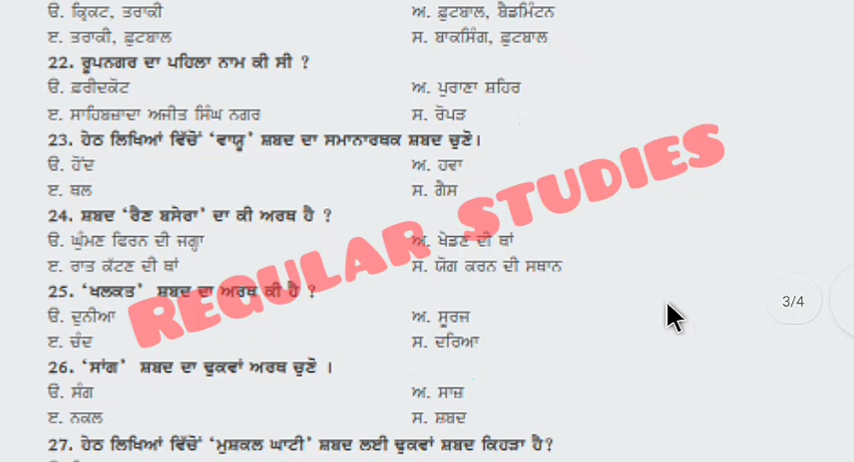 ੳ. ਕ੍ਰਿਕਟ, ਤਰਾਕੀ
ਅ. ਫ਼ੁਟਬਾਲ, ਬੈਡਮਿੰਟਨ
ੲ. ਤਰਾਕੀ, ਫ਼ੁਟਬਾਲ
ਸ. ਬਾਕਸਿੰਗ, ਫ਼ੁਟਬਾਲ
22. ਰੂਪਨਗਰ ਦਾ ਪਹਿਲਾ ਨਾਮ ਕੀ ਸੀ ?
ੳ. ਫ਼ਰੀਦਕੋਟ
ਅ. ਪੁਰਾਣਾ ਸ਼ਹਿਰ
ੲ. ਸਾਹਿਬਜ਼ਾਦਾ ਅਜੀਤ ਸਿੰਘ ਨਗਰ
ਸ. ਰੋਪੜ
23. ਹੇਠ ਲਿਖਿਆਂ ਵਿੱਚੋਂ 'ਵਾਯੂ' ਸ਼ਬਦ ਦਾ ਸਮਾਨਾਰਥਕ ਸ਼ਬਦ ਚੁਣੋ।
ੳ. ਹੋਂਦ
ਅ. ਹਵਾ
ੲ. ਥਲ
ਸ. ਗੈਸ
24. ਸ਼ਬਦ 'ਰੈਣ ਬਸੇਰਾ' ਦਾ ਕੀ ਅਰਥ ਹੈ ?
ੳ. ਘੁੰਮਣ ਫਿਰਨ ਦੀ ਜਗ੍ਹਾ
ਅ. ਖੇਡਣ ਦੀ ਥਾਂ
ੲ. ਰਾਤ ਕੱਟਣ ਦੀ ਥਾਂ
ਸ. ਯੋਗ ਕਰਨ ਦੀ ਸਥਾਨ
25. 'ਖਲਕਤ' ਸ਼ਬਦ ਦਾ ਅਰਥ ਕੀ ਹੈ ?
ੳ. ਦੁਨੀਆ
ਅ. ਸੂਰਜ
ੲ. ਚੰਦ
ਸ. ਦਰਿਆ
26. 'ਸਾਂਗ' ਸ਼ਬਦ ਦਾ ਢੁਕਵਾਂ ਅਰਥ ਚੁਣੋ ।
ੳ. ਸੰਗ
ਅ. ਸਾਜ਼
ੲ. ਨਕਲ
ਸ. ਸ਼ਬਦ
27. ਹੇਠ ਲਿਖਿਆਂ ਵਿੱਚੋਂ 'ਮੁਸ਼ਕਲ ਘਾਟੀ' ਸ਼ਬਦ ਲਈ ਢੁਕਵਾਂ ਸ਼ਬਦ ਕਿਹੜਾ ਹੈ?
REGULAR STUDIES
3/4